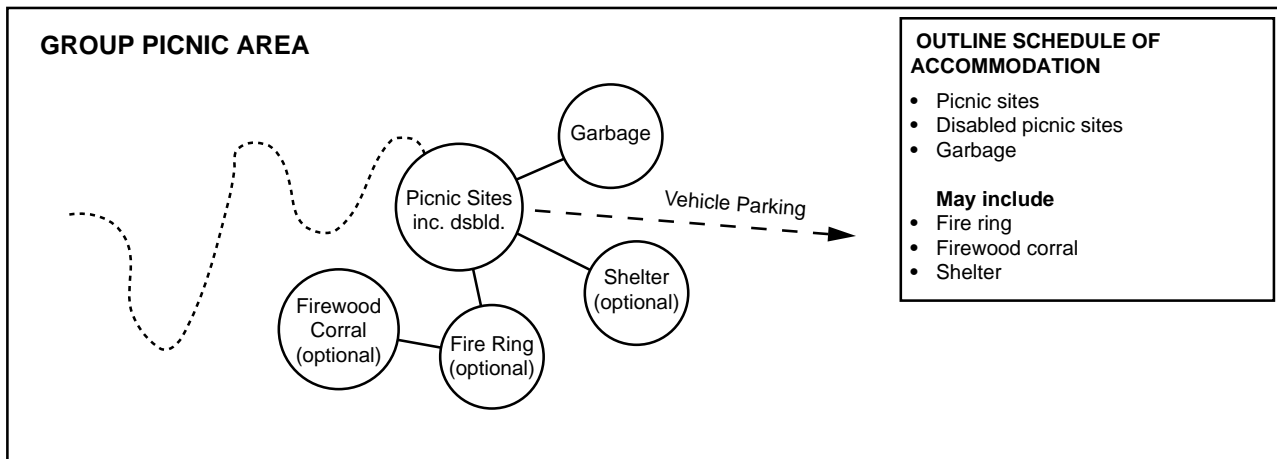 GROUP PICNIC AREA
Garbage
Picnic Sites
inc. dsbld.
Vehicle Parking
Shelter
(optional)
Firewood
Corral
(optional)
Fire Ring
(optional)
OUTLINE SCHEDULE OF
ACCOMMODATION
• Picnic sites
• Disabled picnic sites
• Garbage
May include
• Fire ring
• Firewood corral
• Shelter